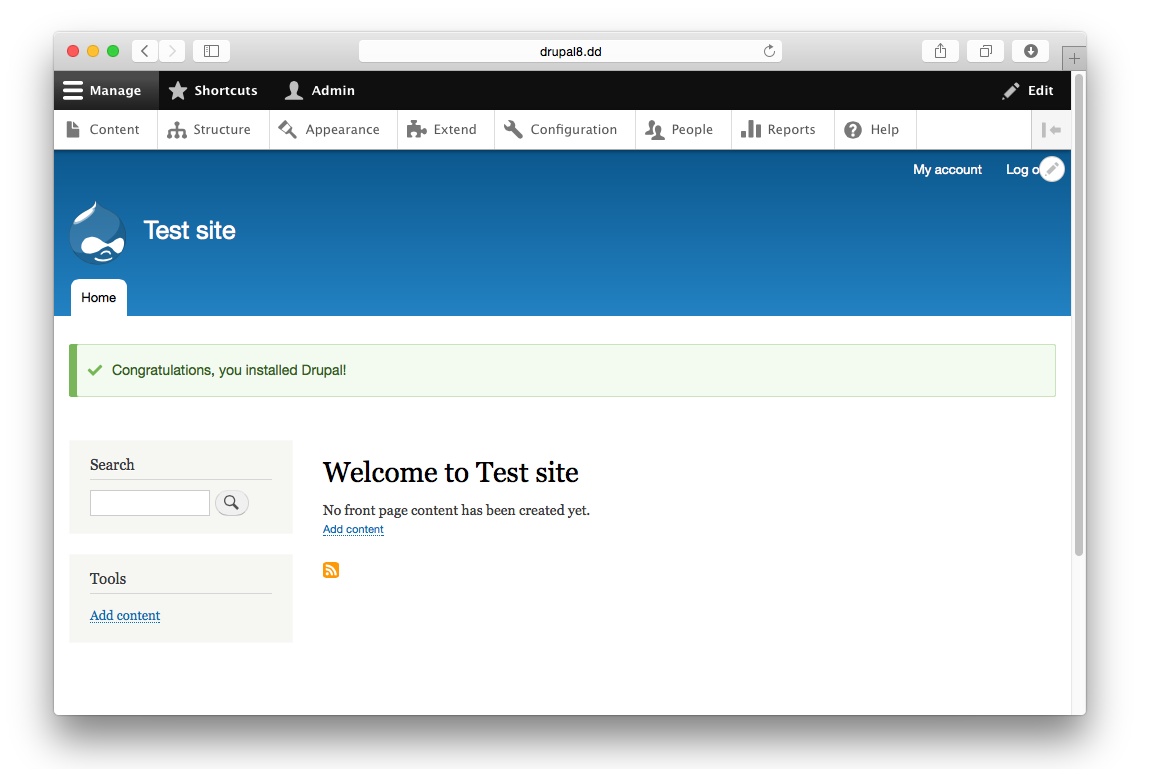 drupal8.dd
Manage Shortcuts Admin Edit
Content Structure Appearance Extend Configuration People Reports Help
My account Log o
Test site
Home
Congratulations, you installed Drupal!
Search
Welcome to Test site
No front page content has been created yet.
Add content
Tools
Add content